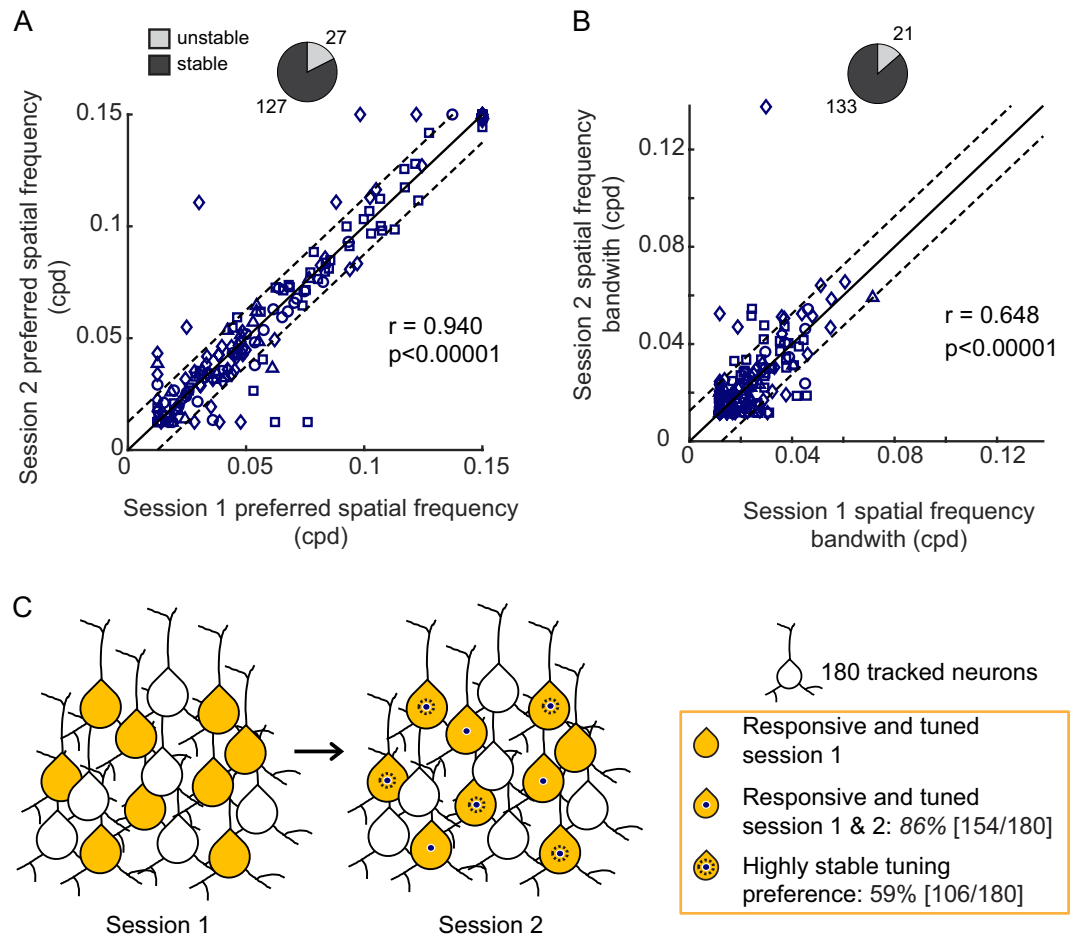 A
unstable
stable
27
127
Session 2 preferred spatial frequency
(cpd)
0.15
0.1
0.05
0
0
0.05
0.1
0.15
r = 0.940
p<0.00001
Session 1 preferred spatial frequency
(cpd)
B
21
133
Session 2 spatial frequency
bandwith (cpd)
0.12
0.08
0.04
0
0
0.04
0.08
0.12
r = 0.648
p<0.00001
Session 1 spatial frequency
bandwith (cpd)
C
Session 1
Session 2
180 tracked neurons
Responsive and tuned
session 1
Responsive and tuned
session 1 & 2: 86% [154/180]
Highly stable tuning
preference: 59% [106/180]